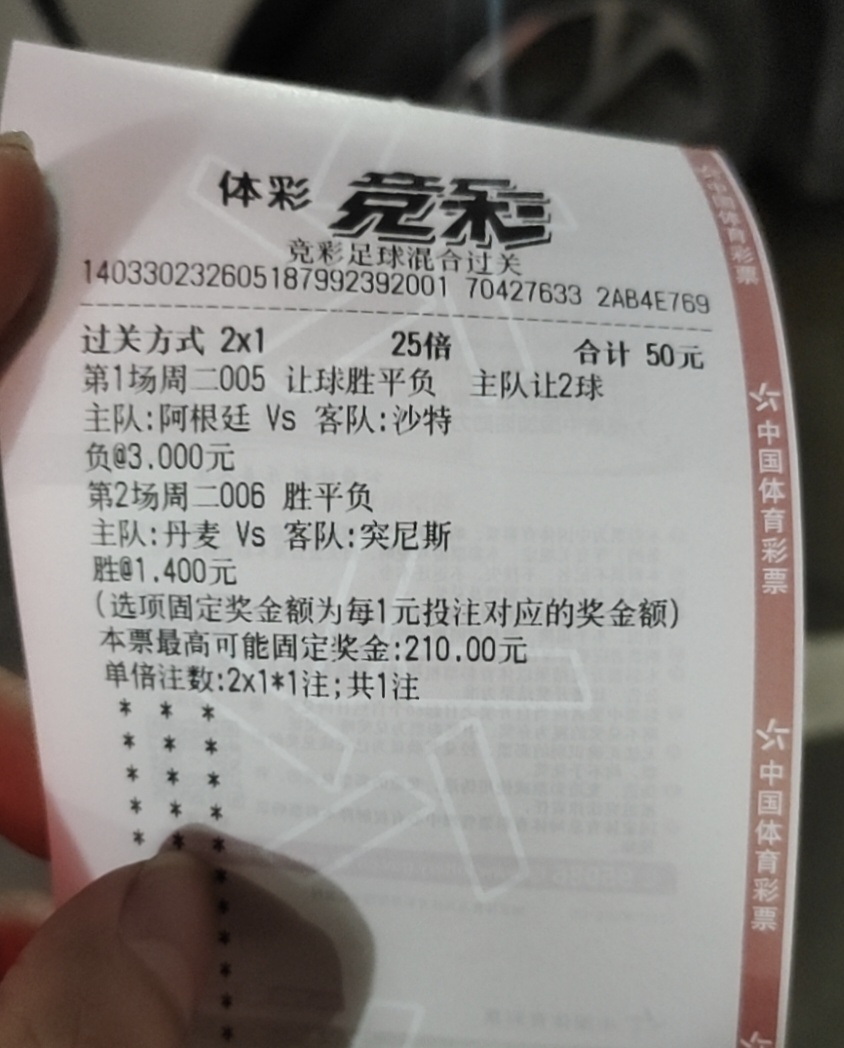 体彩 竞彩
竞彩足球混合过关
140330232605187992392001 70427633 2AB4E769
过关方式 2x1 25倍 合计 50元
第1场周二005 让球胜平负 主队让2球
主队:阿根廷 Vs 客队:沙特
负@3.000元
第2场周二006 胜平负
主队:丹麦 Vs 客队:突尼斯
胜@1.400元
(选项固定奖金额为每1元投注对应的奖金额)
本票最高可能固定奖金:210.00元
单倍注数:2x1*1注;共1注
* * *
* * *
* * *
* * *
* * *
*
*
*
*
*
中国体育彩票
中国体育彩票
中国体育彩票